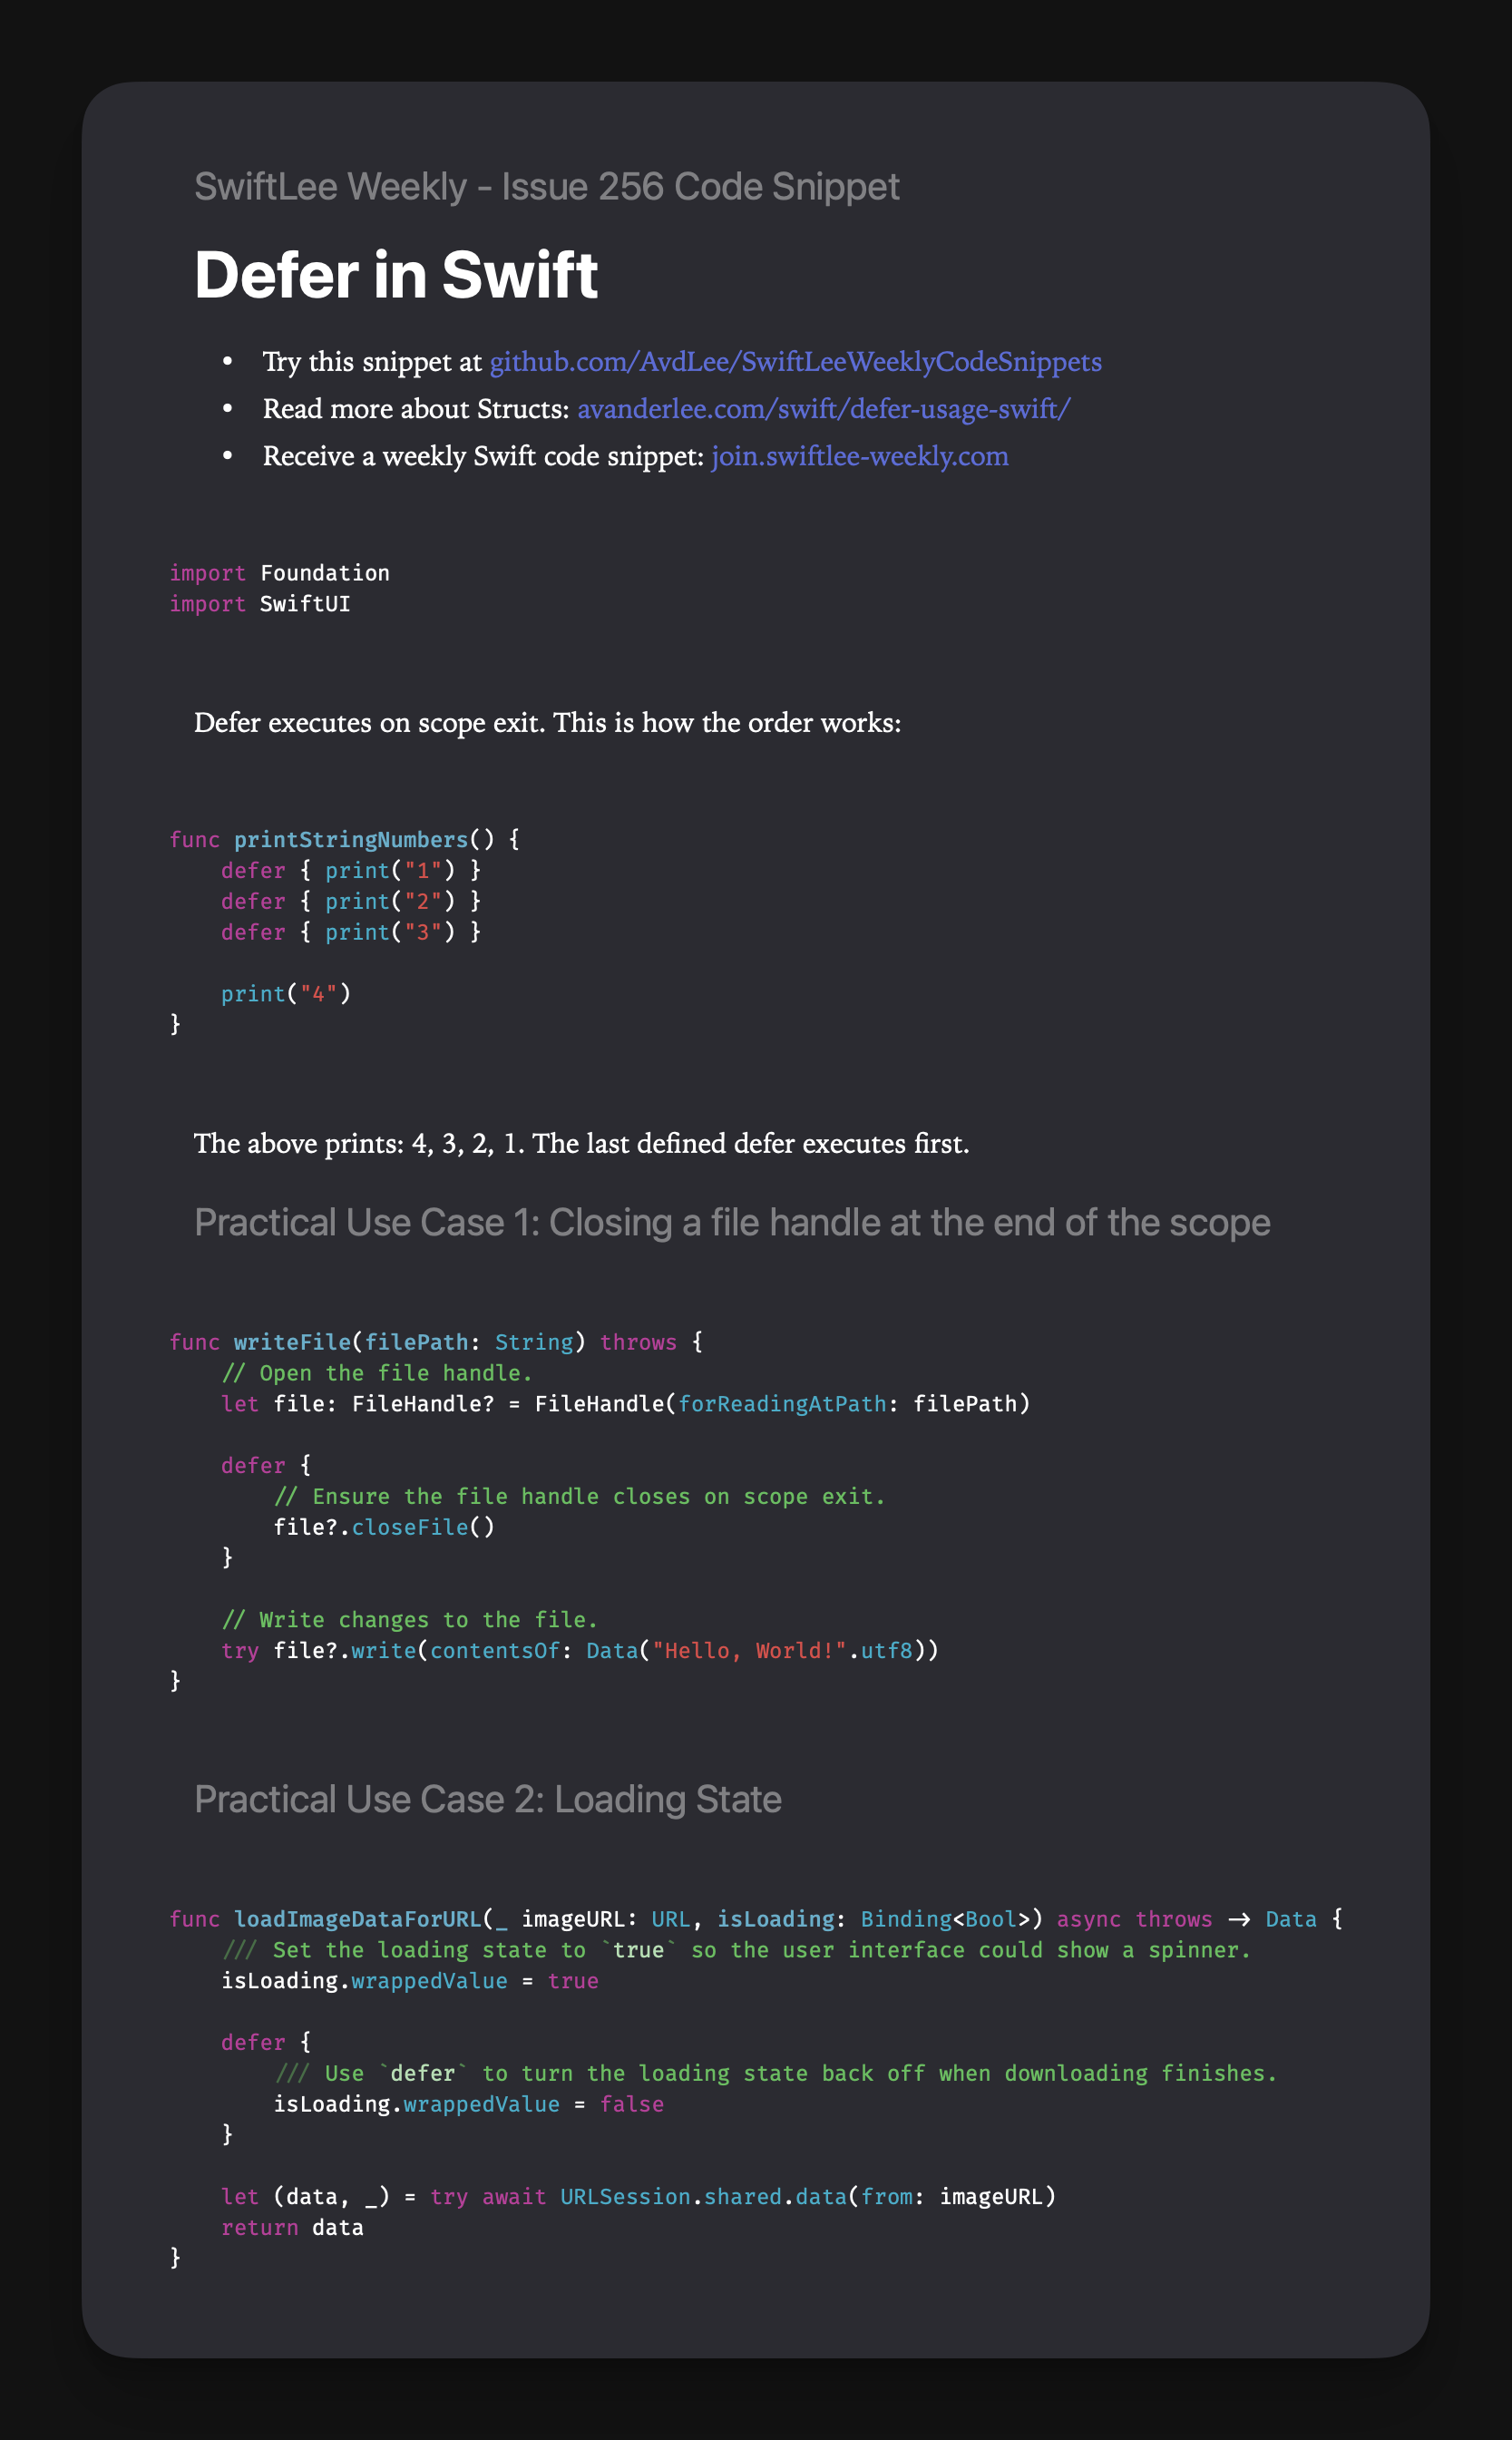 SwiftLee Weekly - Issue 256 Code Snippet
Defer in Swift
• Try this snippet at github.com/AvdLee/SwiftLeeWeeklyCodeSnippets
• Read more about Structs: avanderlee.com/swift/defer-usage-swift/
• Receive a weekly Swift code snippet: join.swiftlee-weekly.com
import Foundation
import SwiftUI
Defer executes on scope exit. This is how the order works:
func printStringNumbers() {
    defer { print("1") }
    defer { print("2") }
    defer { print("3") }
    print("4")
}
The above prints: 4, 3, 2, 1. The last defined defer executes first.
Practical Use Case 1: Closing a file handle at the end of the scope
func writeFile(filePath: String) throws {
    // Open the file handle.
    let file: FileHandle? = FileHandle(forReadingAtPath: filePath)
    defer {
        // Ensure the file handle closes on scope exit.
        file?.closeFile()
    }
    // Write changes to the file.
    try file?.write(contentsOf: Data("Hello, World!".utf8))
}
Practical Use Case 2: Loading State
func loadImageDataForURL(_ imageURL: URL, isLoading: Binding<Bool>) async throws -> Data {
    /// Set the loading state to `true` so the user interface could show a spinner.
    isLoading.wrappedValue = true
    defer {
        /// Use `defer` to turn the loading state back off when downloading finishes.
        isLoading.wrappedValue = false
    }
    let (data, _) = try await URLSession.shared.data(from: imageURL)
    return data
}